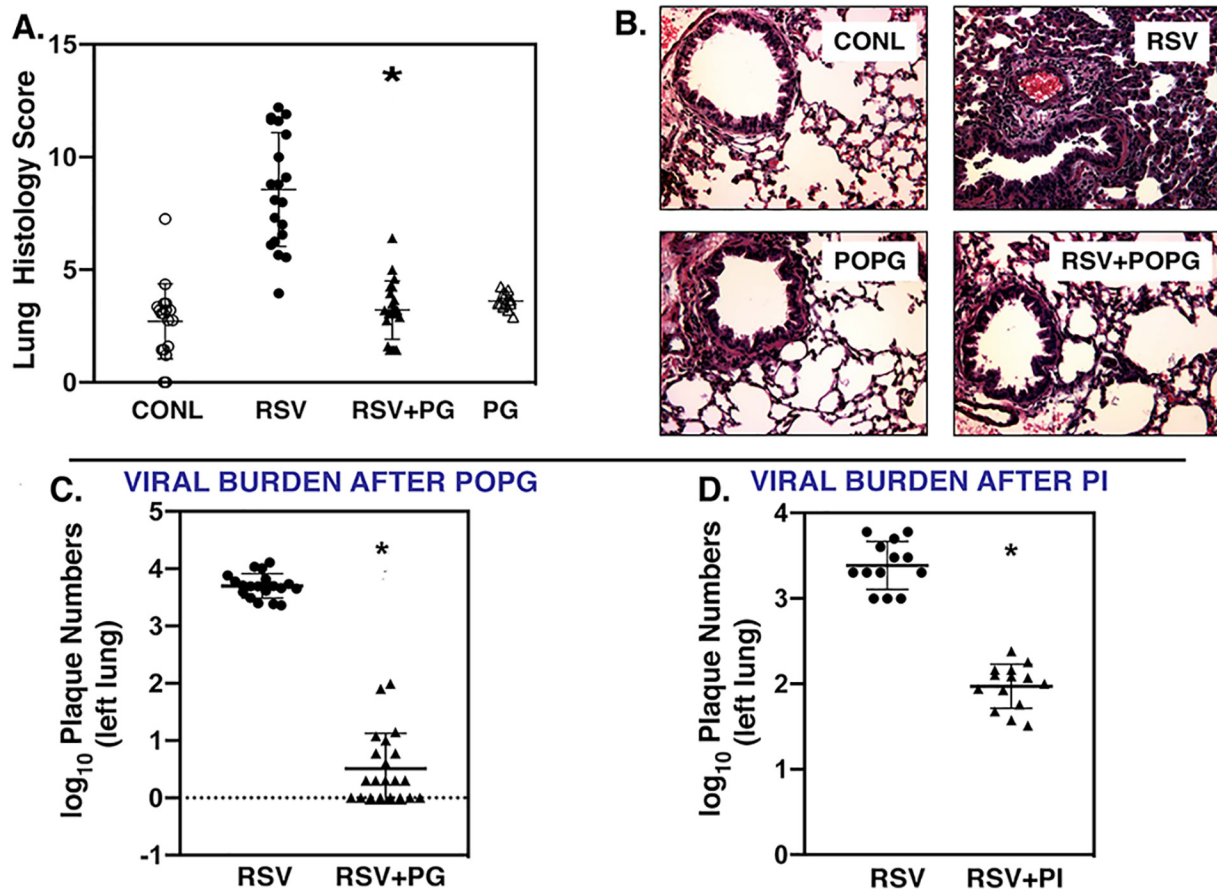 A.
15
10
5
0
Lung Histology Score
*
CONL RSV RSV+PG PG
B.
CONL
RSV
POPG
RSV+POPG
C.
VIRAL BURDEN AFTER POPG
5
4
3
2
1
0
-1
log10 Plaque Numbers
(left lung)
*
RSV RSV+PG
D.
VIRAL BURDEN AFTER PI
4
3
2
1
0
log10 Plaque Numbers
(left lung)
*
RSV RSV+PI